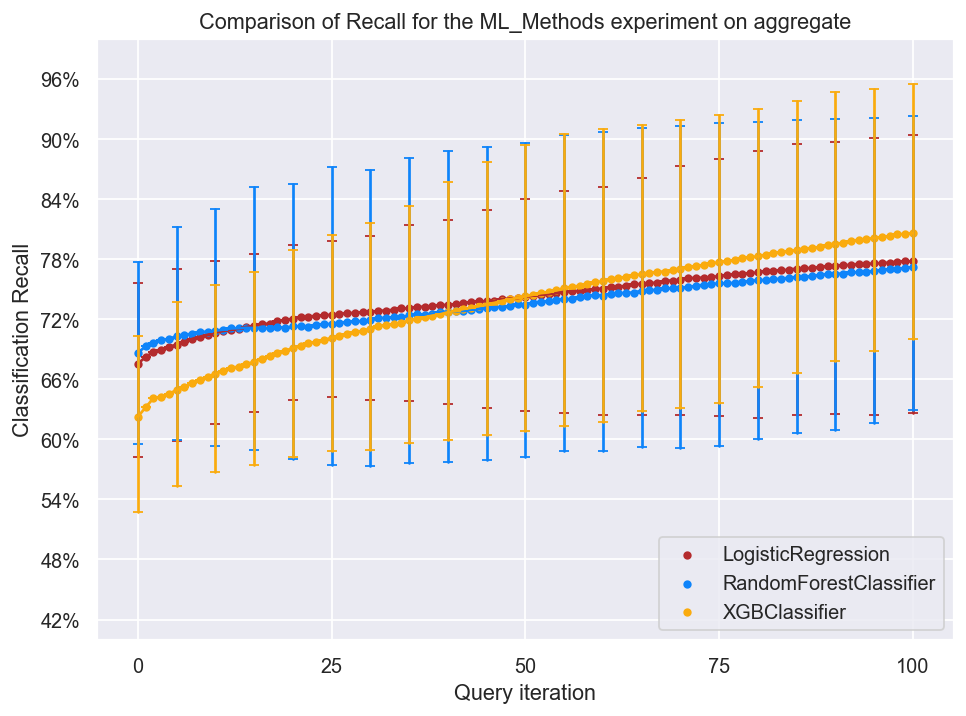 Comparison of Recall for the ML_Methods experiment on aggregate
Classification Recall
96%
90%
84%
78%
72%
66%
60%
54%
48%
42%
LogisticRegression
RandomForestClassifier
XGBClassifier
0 25 50 75 100
Query iteration